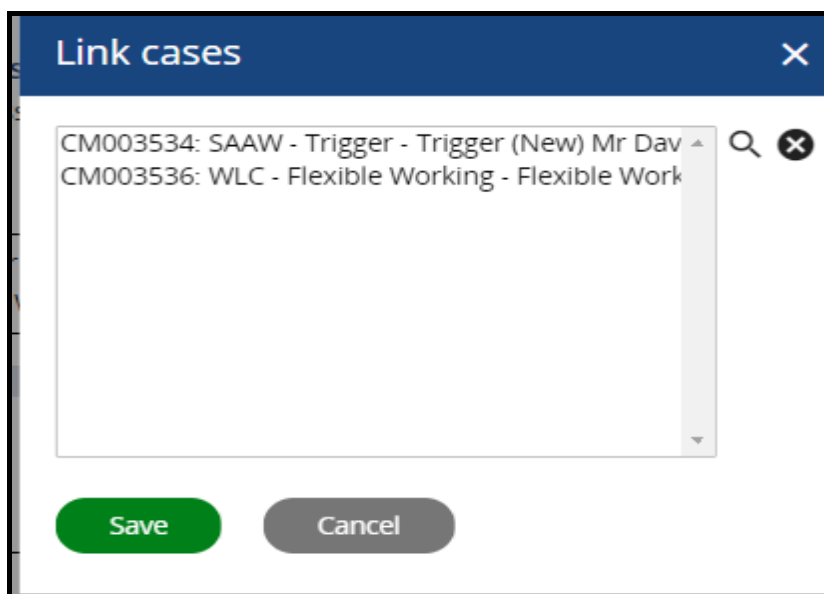 Link cases
CM003534: SAAW - Trigger - Trigger (New) Mr Dav
CM003536: WLC - Flexible Working - Flexible Work
Save
Cancel